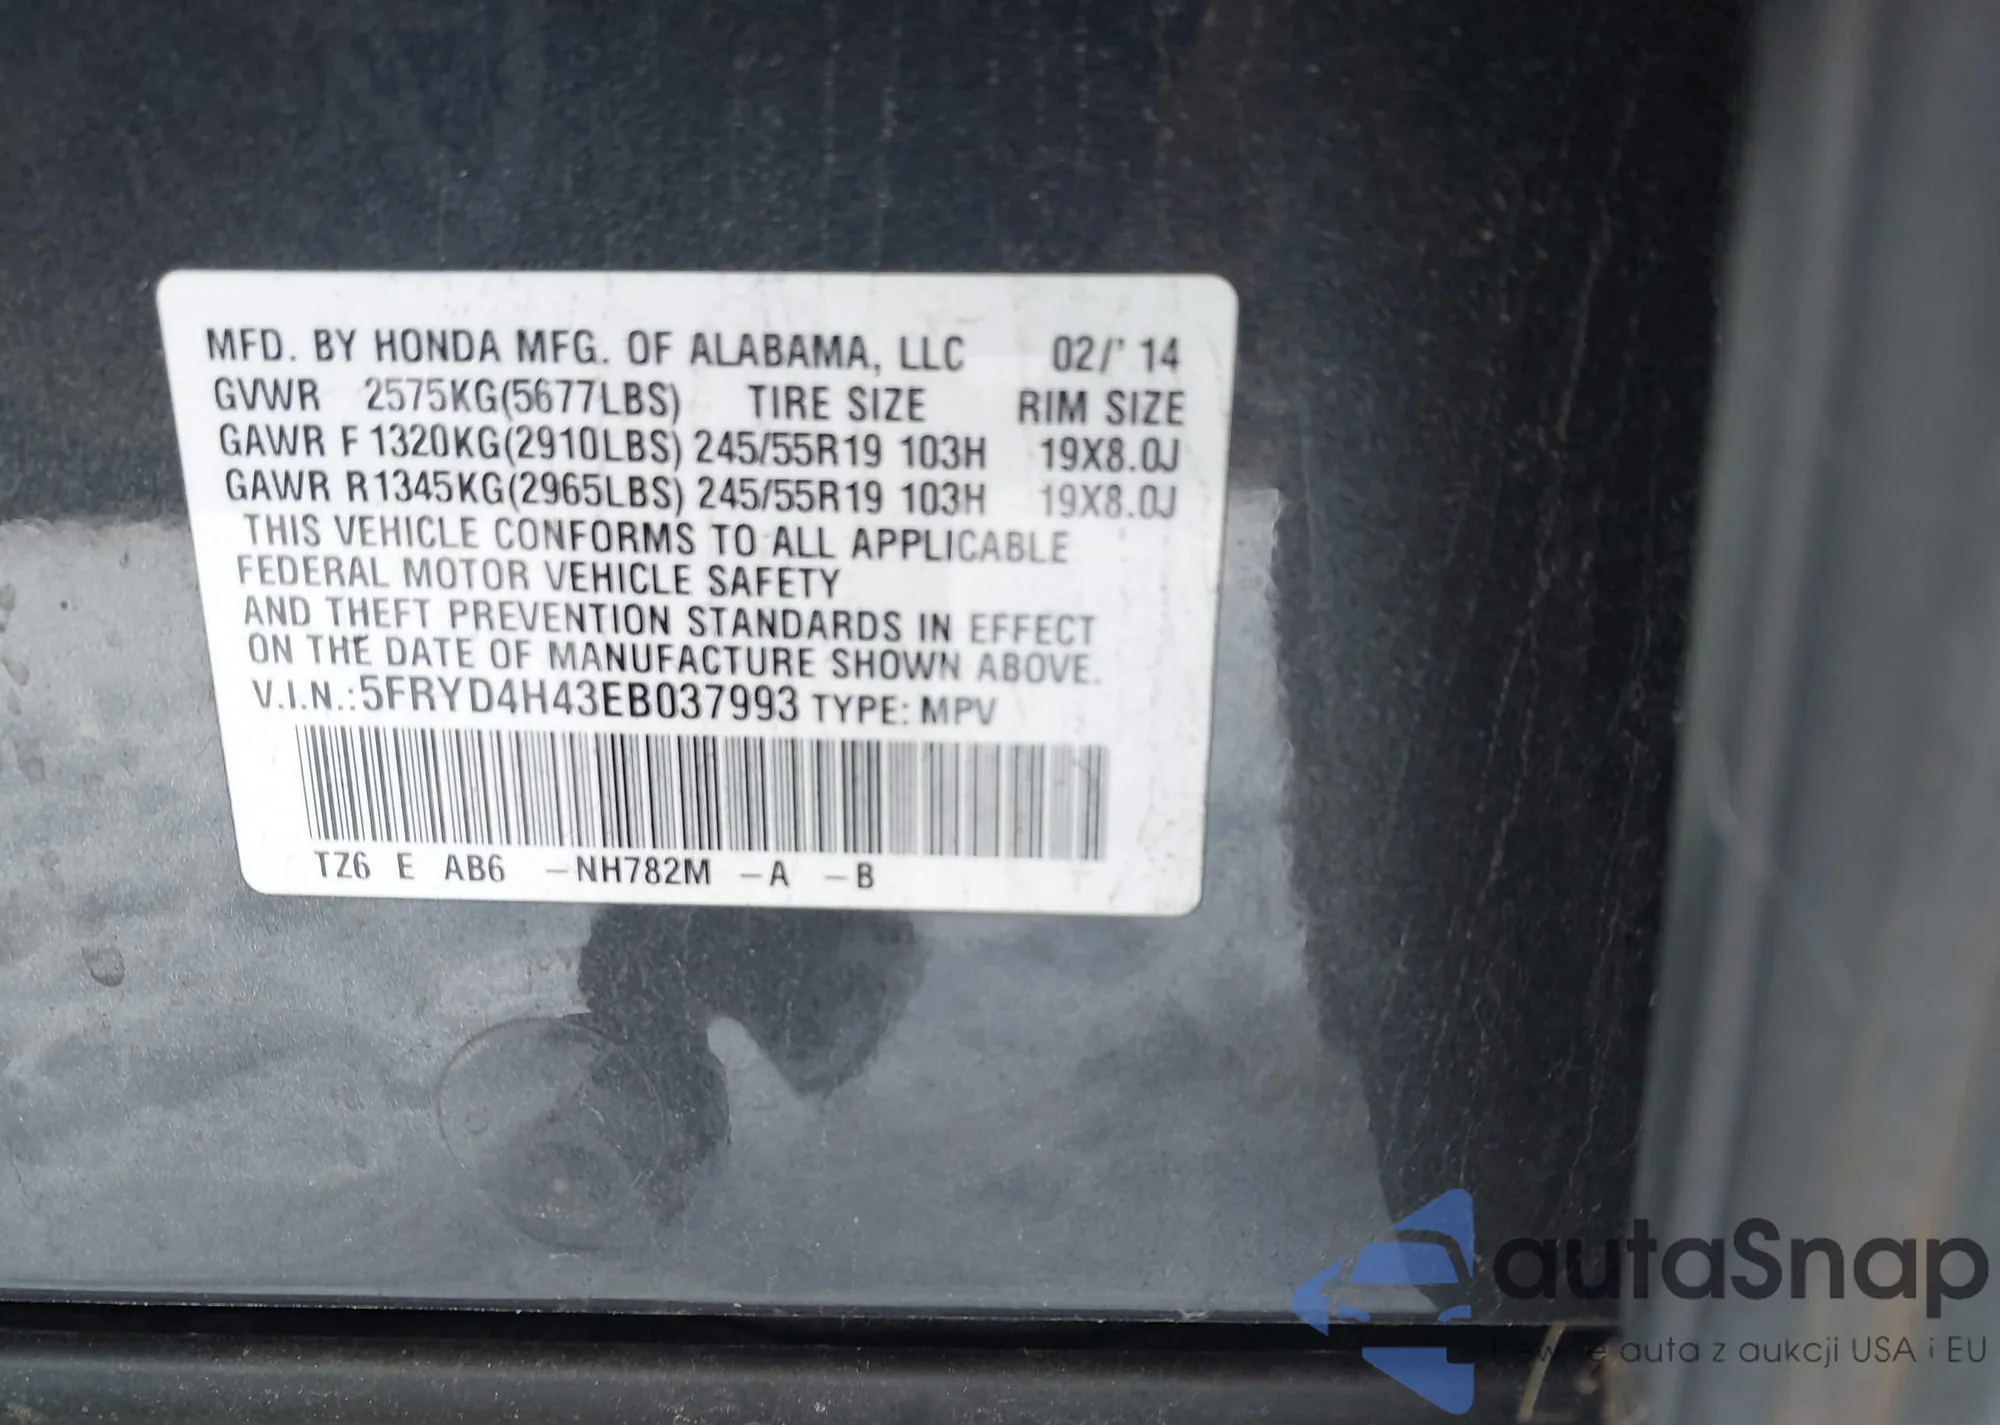 MFD. BY HONDA MFG. OF ALABAMA, LLC 02/' 14
GVWR 2575KG(5677LBS) TIRE SIZE RIM SIZE
GAWR F 1320KG(2910LBS) 245/55R19 103H 19X8.0J
GAWR R 1345KG(2965LBS) 245/55R19 103H 19X8.0J
THIS VEHICLE CONFORMS TO ALL APPLICABLE
FEDERAL MOTOR VEHICLE SAFETY
AND THEFT PREVENTION STANDARDS IN EFFECT
ON THE DATE OF MANUFACTURE SHOWN ABOVE.
V.I.N.:5FRYD4H43EB037993 TYPE: MPV
TZ6 E AB6 -NH782M -A -B
autaSnap
auta z aukcji USA i EU